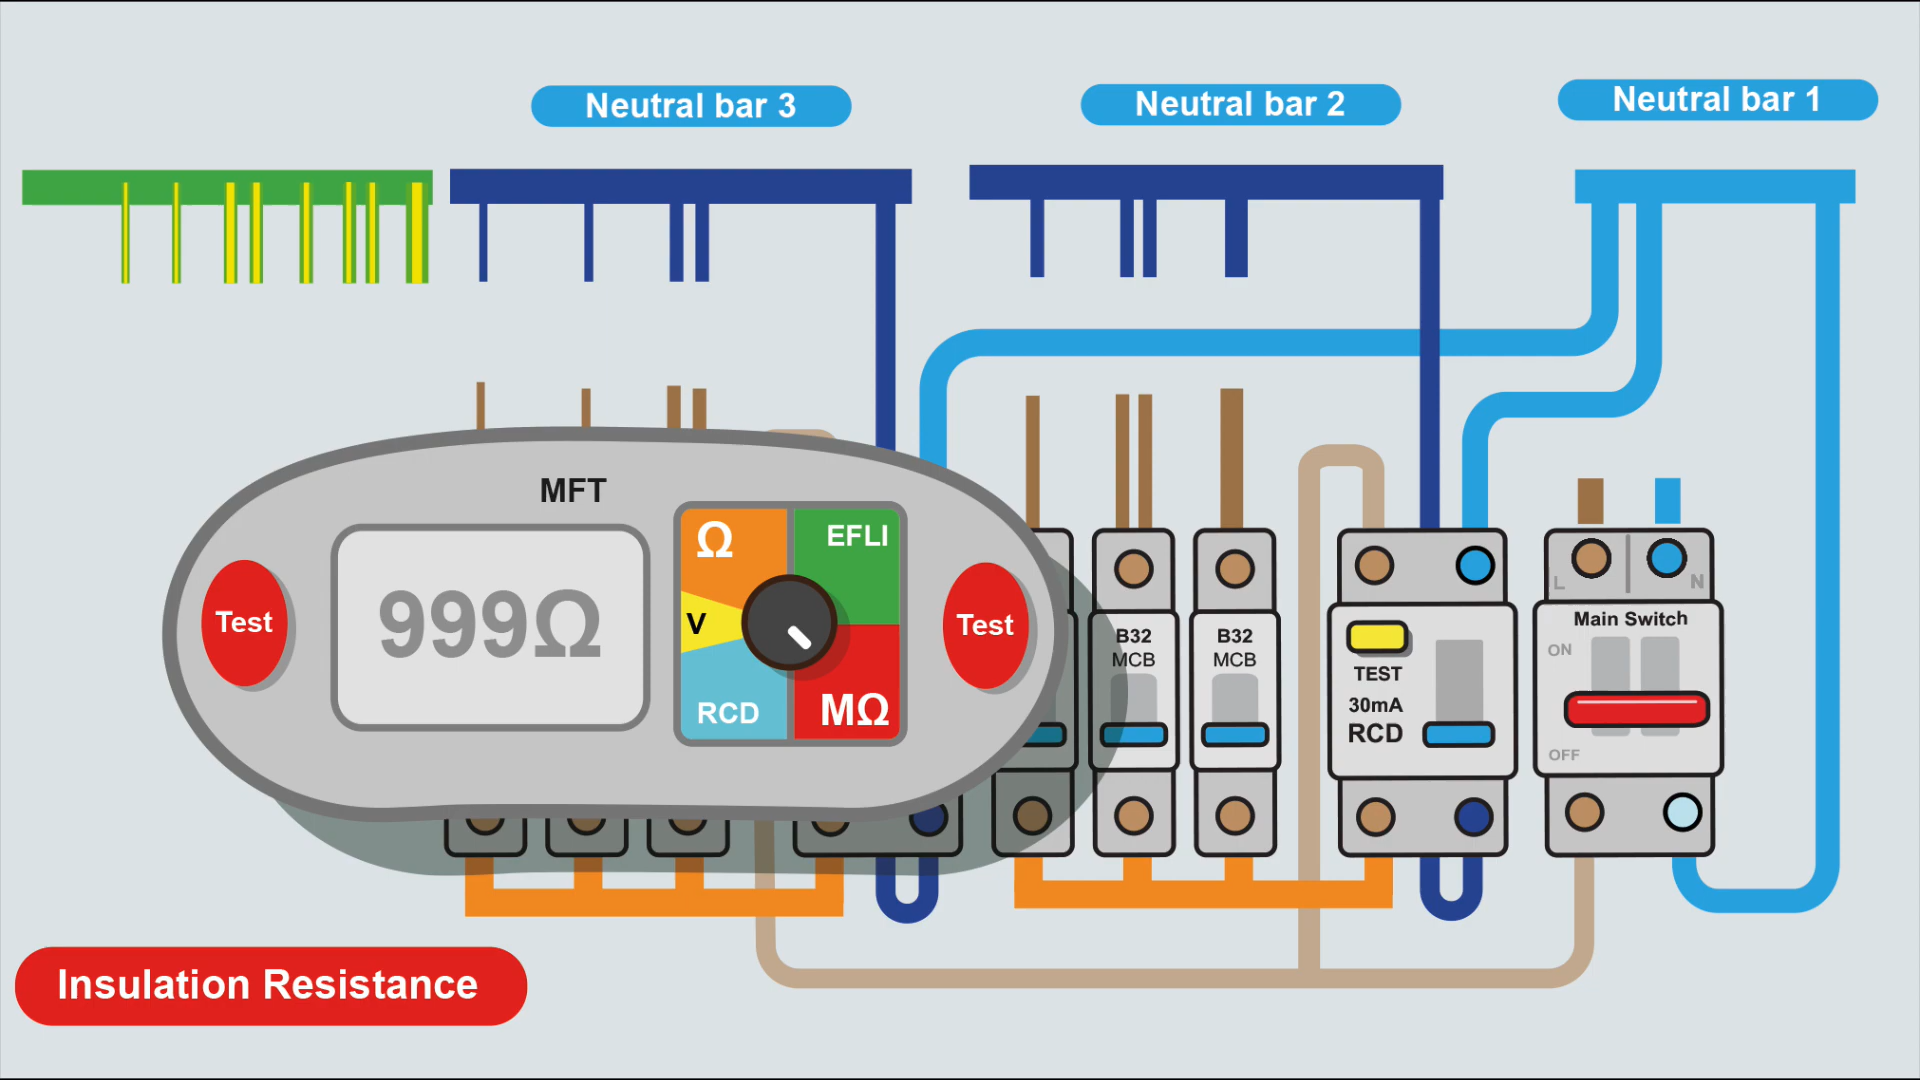 Neutral bar 3
Neutral bar 2
Neutral bar 1
MFT
Test
999Ω
Ω
EFLI
V
RCD
MΩ
Test
B32
MCB
B32
MCB
TEST
30mA
RCD
L
N
Main Switch
ON
OFF
Insulation Resistance